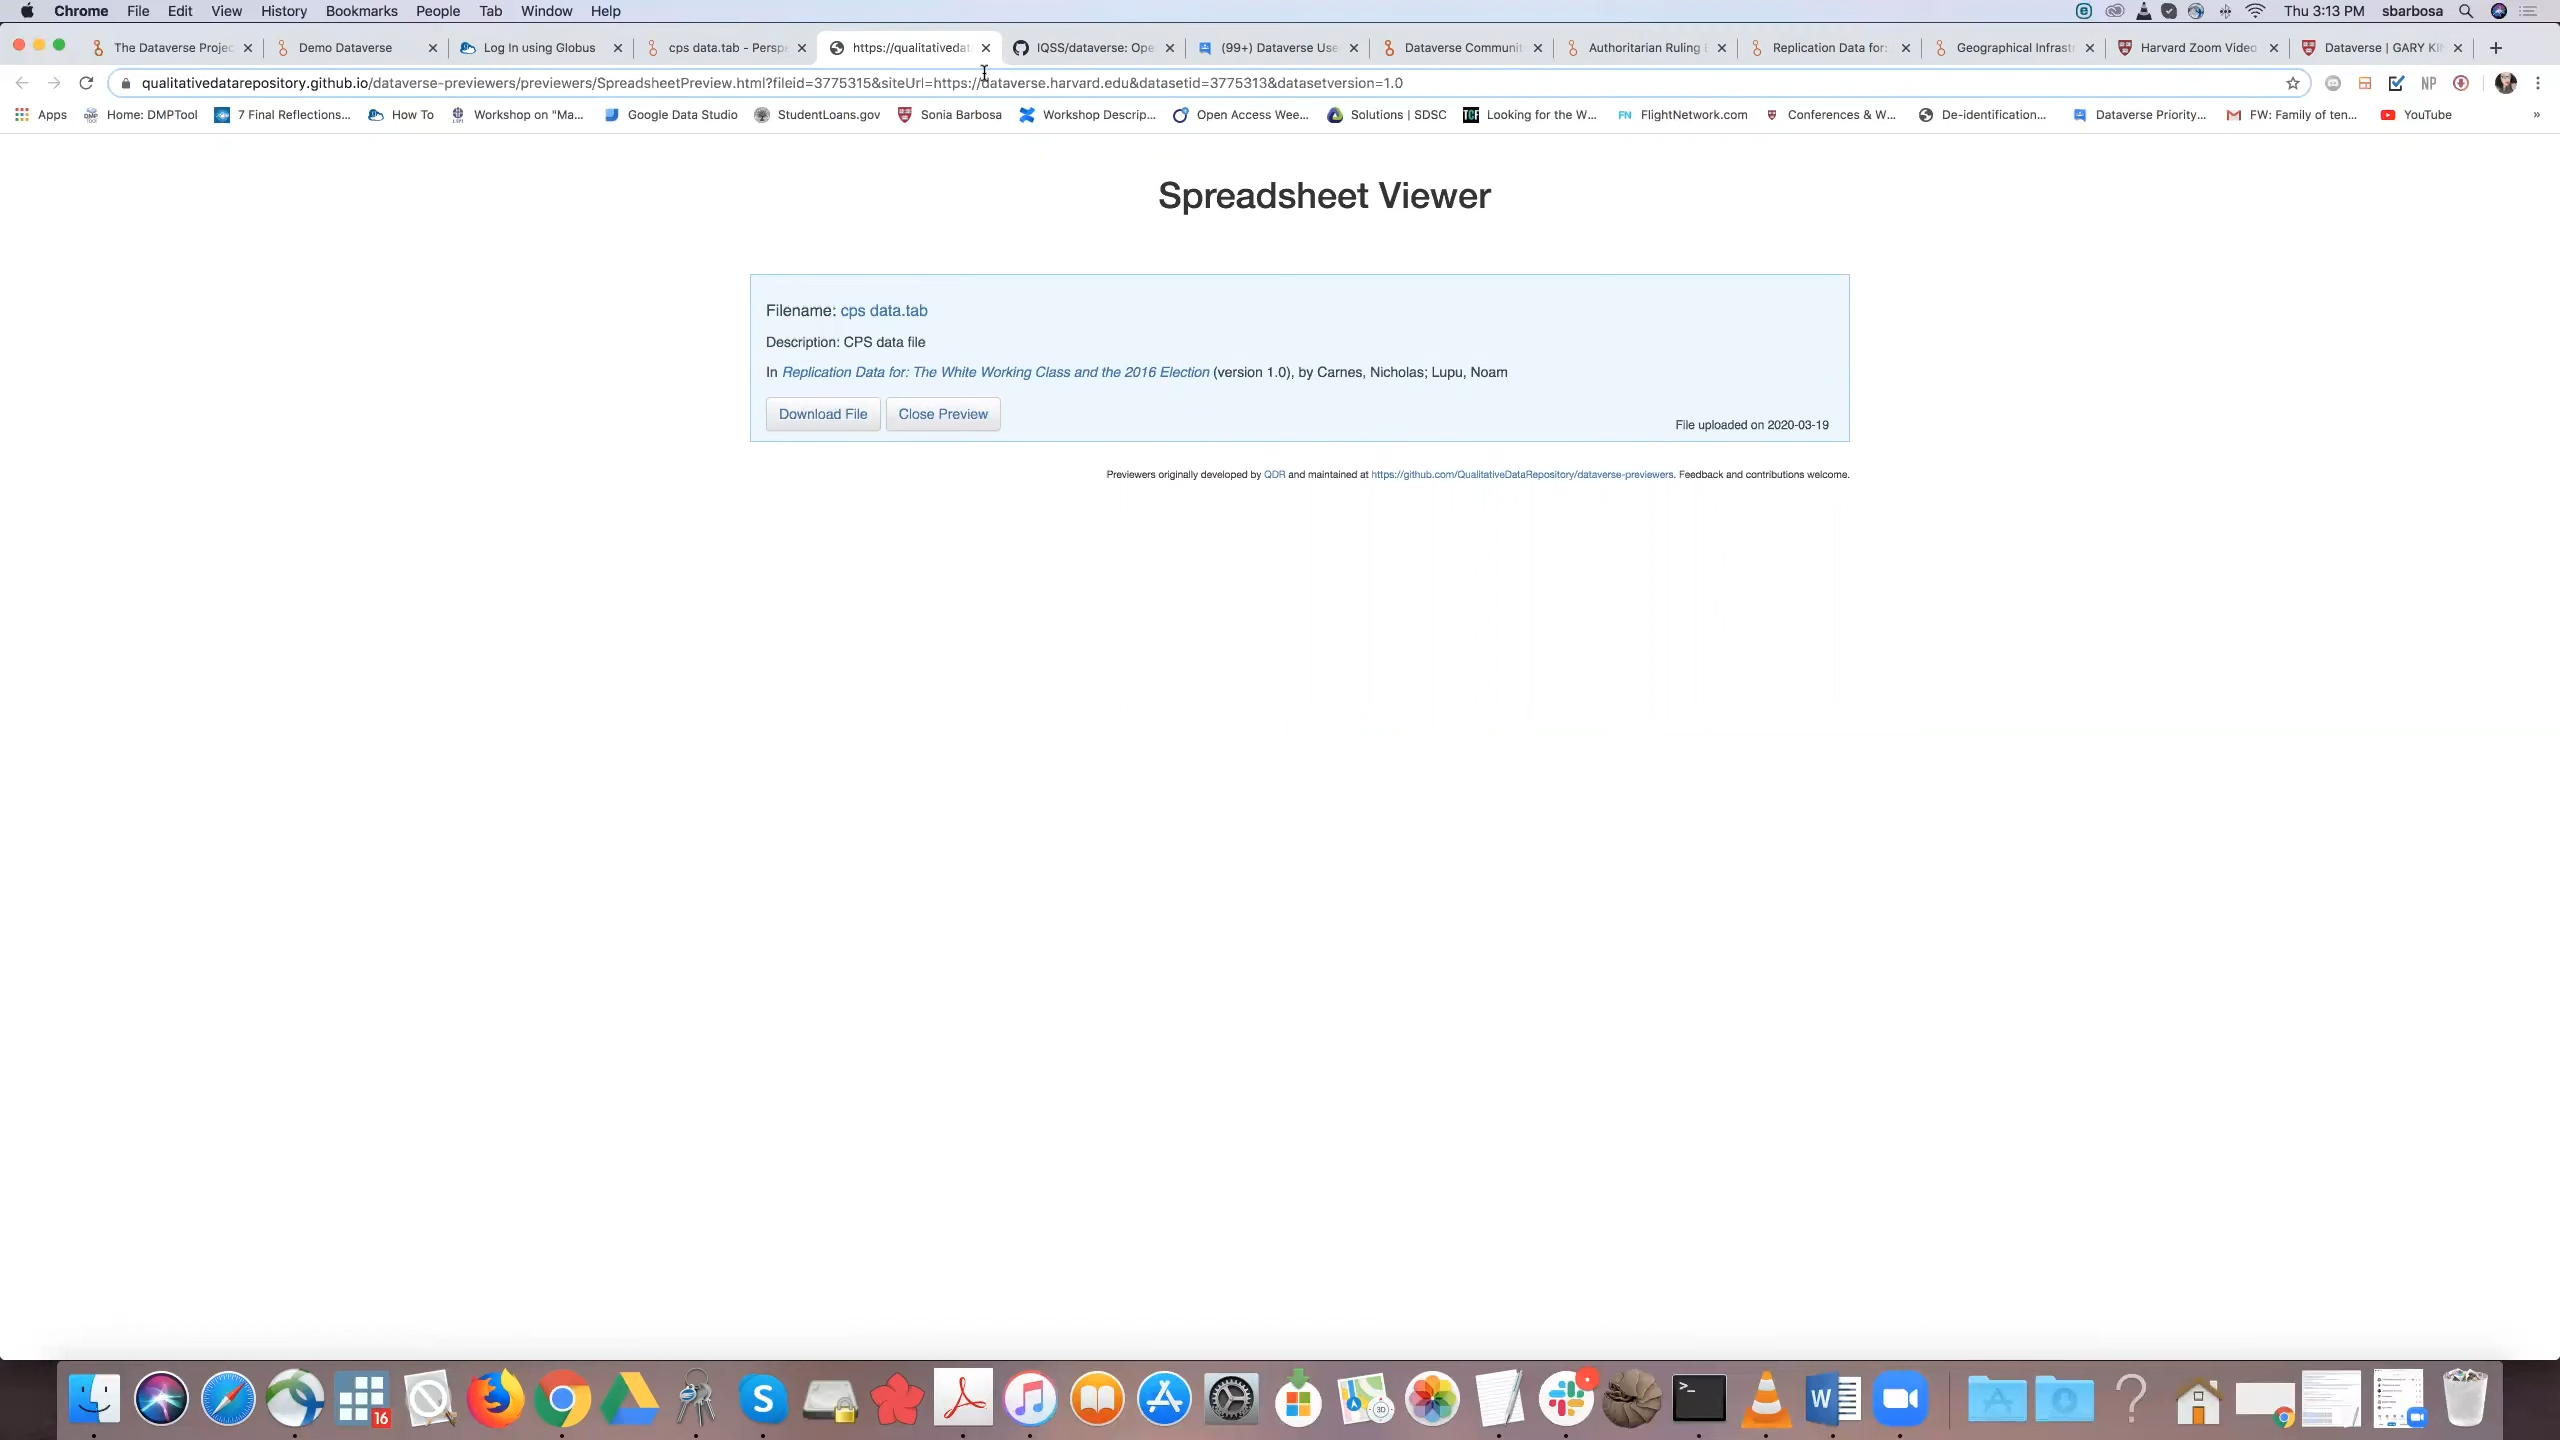 Chrome File Edit View History Bookmarks People Tab Window Help Thu 3:13 PM sbarbosa
The Dataverse Projec Demo Dataverse Log In using Globus cps data.tab - Perspe https://qualitativedat IQSS/dataverse: Ope (99+) Dataverse Use Dataverse Communit Authoritarian Ruling E Replication Data for: Geographical Infrastr Harvard Zoom Video Dataverse | GARY KIN
qualitativedatarepository.github.io/dataverse-previewers/previewers/SpreadsheetPreview.html?fileid=3775315&siteUrl=https://dataverse.harvard.edu&datasetid=3775313&datasetversion=1.0 NP
Apps Home: DMPTool 7 Final Reflections... How To Workshop on "Ma... Google Data Studio StudentLoans.gov Sonia Barbosa Workshop Descrip... Open Access Wee... Solutions | SDSC Looking for the W... FlightNetwork.com Conferences & W... De-identification... Dataverse Priority... FW: Family of ten... YouTube »
Spreadsheet Viewer
Filename: cps data.tab
Description: CPS data file
In Replication Data for: The White Working Class and the 2016 Election (version 1.0), by Carnes, Nicholas; Lupu, Noam
Download File Close Preview
File uploaded on 2020-03-19
Previewers originally developed by QDR and maintained at https://github.com/QualitativeDataRepository/dataverse-previewers. Feedback and contributions welcome.
16